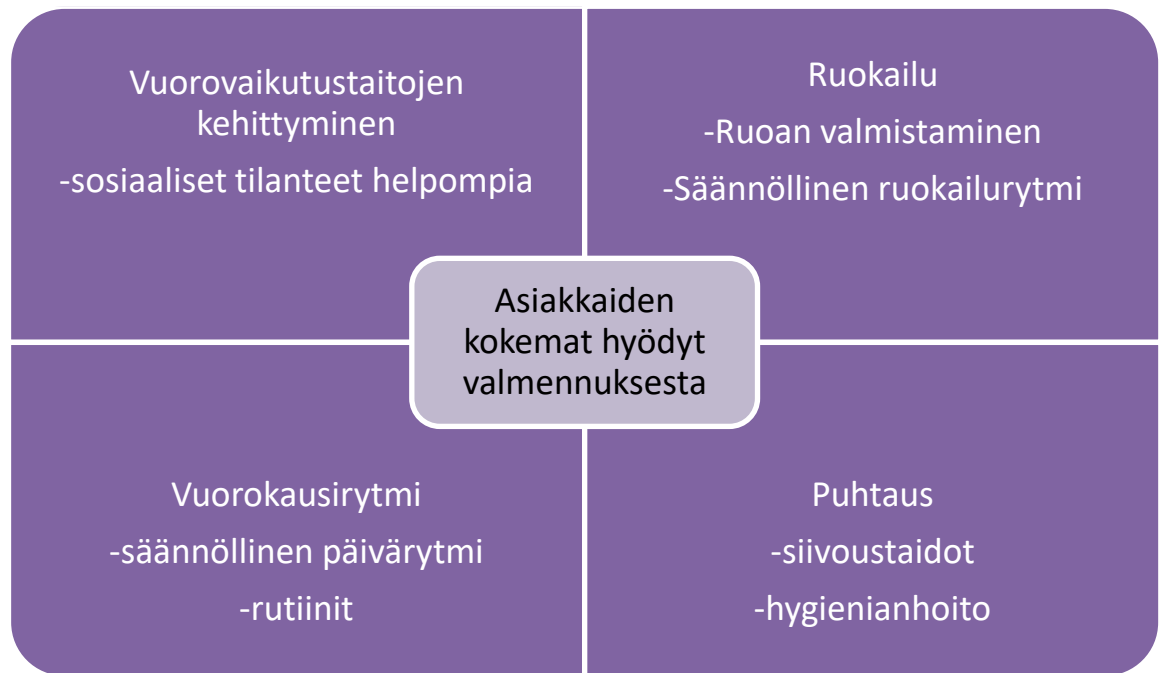 Vuorovaikutustaitojen
kehittyminen
-sosiaaliset tilanteet helpompia
Ruokailu
-Ruoan valmistaminen
-Säännöllinen ruokailurytmi
Asiakkaiden
kokemat hyödyt
valmennuksesta
Vuorokausirytmi
-säännöllinen päivärytmi
-rutiinit
Puhtaus
-siivoustaidot
-hygienianhoito